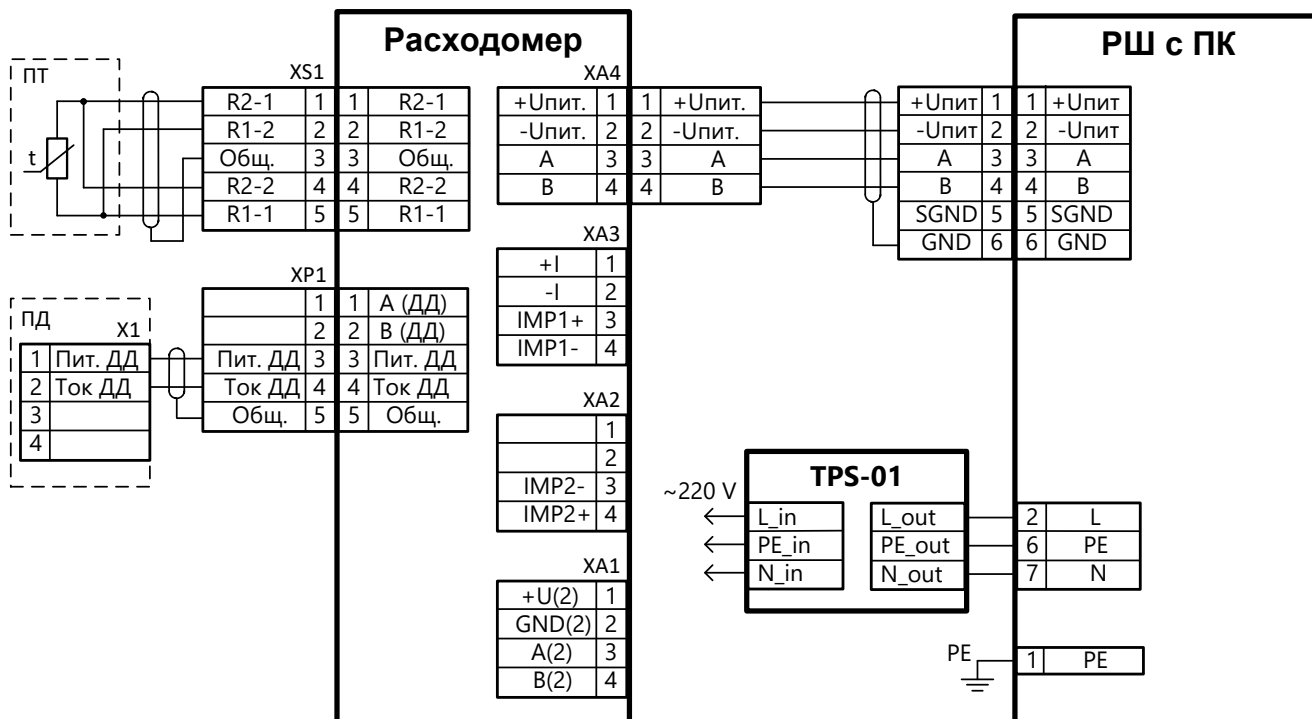 Расходомер
РШ с ПК
ПТ
t
XS1
R2-1 1 1 R2-1
R1-2 2 2 R1-2
Общ. 3 3 Общ.
R2-2 4 4 R2-2
R1-1 5 5 R1-1
XP1
1 1 A (ДД)
2 2 B (ДД)
Пит. ДД 3 3 Пит. ДД
Ток ДД 4 4 Ток ДД
Общ. 5 5 Общ.
ПД
X1
1 Пит. ДД
2 Ток ДД
3
4
XA4
+Uпит. 1 1 +Uпит.
-Uпит. 2 2 -Uпит.
A 3 3 A
B 4 4 B
XA3
+I 1
-I 2
IMP1+ 3
IMP1- 4
XA2
1
2
IMP2- 3
IMP2+ 4
XA1
+U(2) 1
GND(2) 2
A(2) 3
B(2) 4
+Uпит 1 1 +Uпит
-Uпит 2 2 -Uпит
A 3 3 A
B 4 4 B
SGND 5 5 SGND
GND 6 6 GND
TPS-01
~220 V
L_in L_out 2 L
PE_in PE_out 6 PE
N_in N_out 7 N
PE 1 PE